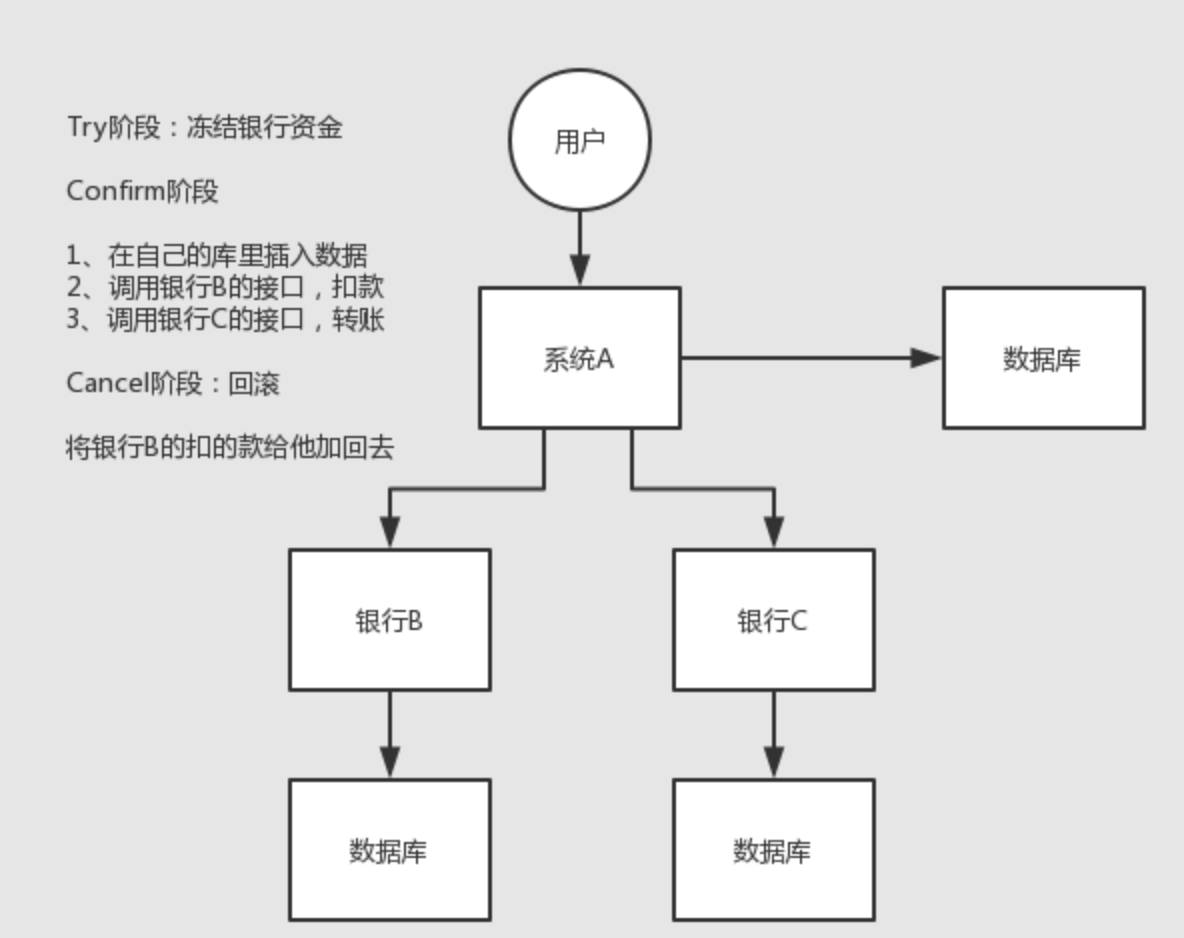 Try阶段：冻结银行资金
Confirm阶段
1、在自己的库里插入数据
2、调用银行B的接口，扣款
3、调用银行C的接口，转账
Cancel阶段：回滚
将银行B的扣的款给他加回去
用户
系统A
数据库
银行B
银行C
数据库
数据库